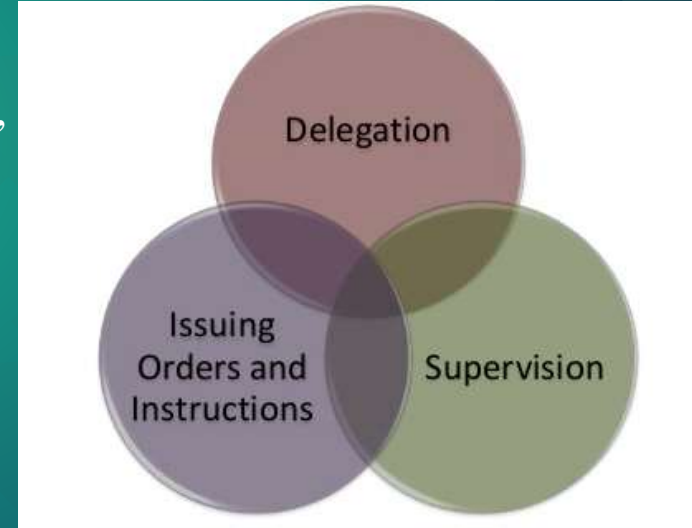 ,
Delegation
Issuing
Orders and
Instructions
Supervision